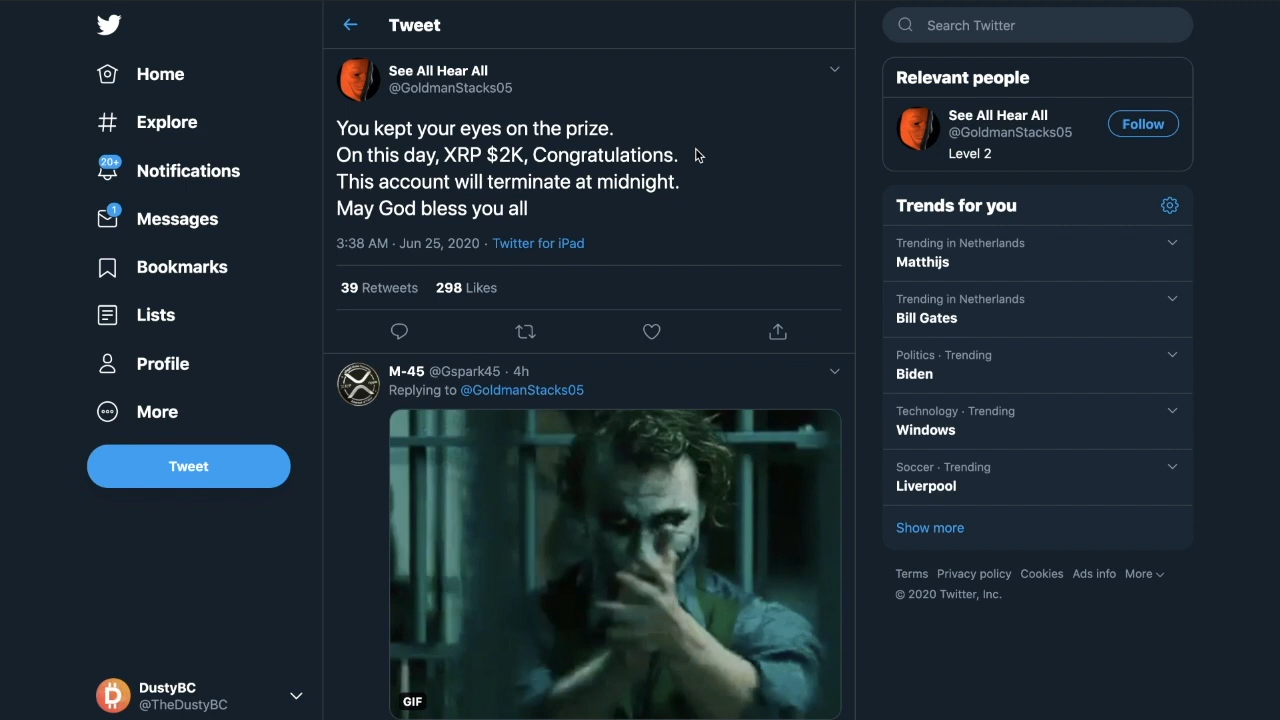 Tweet
Search Twitter
Home
Explore
20+
Notifications
1
Messages
Bookmarks
Lists
Profile
More
Tweet
DustyBC
@TheDustyBC
See All Hear All
@GoldmanStacks05
You kept your eyes on the prize.
On this day, XRP $2K, Congratulations.
This account will terminate at midnight.
May God bless you all
3:38 AM · Jun 25, 2020 · Twitter for iPad
39 Retweets 298 Likes
M-45 @Gspark45 · 4h
Replying to @GoldmanStacks05
GIF
Relevant people
See All Hear All
@GoldmanStacks05
Follow
Level 2
Trends for you
Trending in Netherlands
Matthijs
Trending in Netherlands
Bill Gates
Politics · Trending
Biden
Technology · Trending
Windows
Soccer · Trending
Liverpool
Show more
Terms Privacy policy Cookies Ads info More
© 2020 Twitter, Inc.